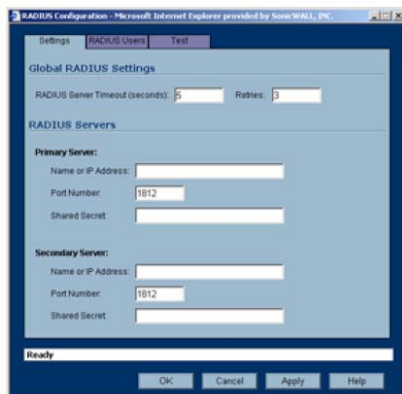 RADIUS Configuration - Microsoft Internet Explorer provided by SonicWALL, INC.
Settings RADIUS Users Test
Global RADIUS Settings
RADIUS Server Timeout (seconds): 5 Retries: 3
RADIUS Servers
Primary Server:
Name or IP Address:
Port Number: 1812
Shared Secret:
Secondary Server:
Name or IP Address:
Port Number: 1812
Shared Secret:
Ready
OK Cancel Apply Help